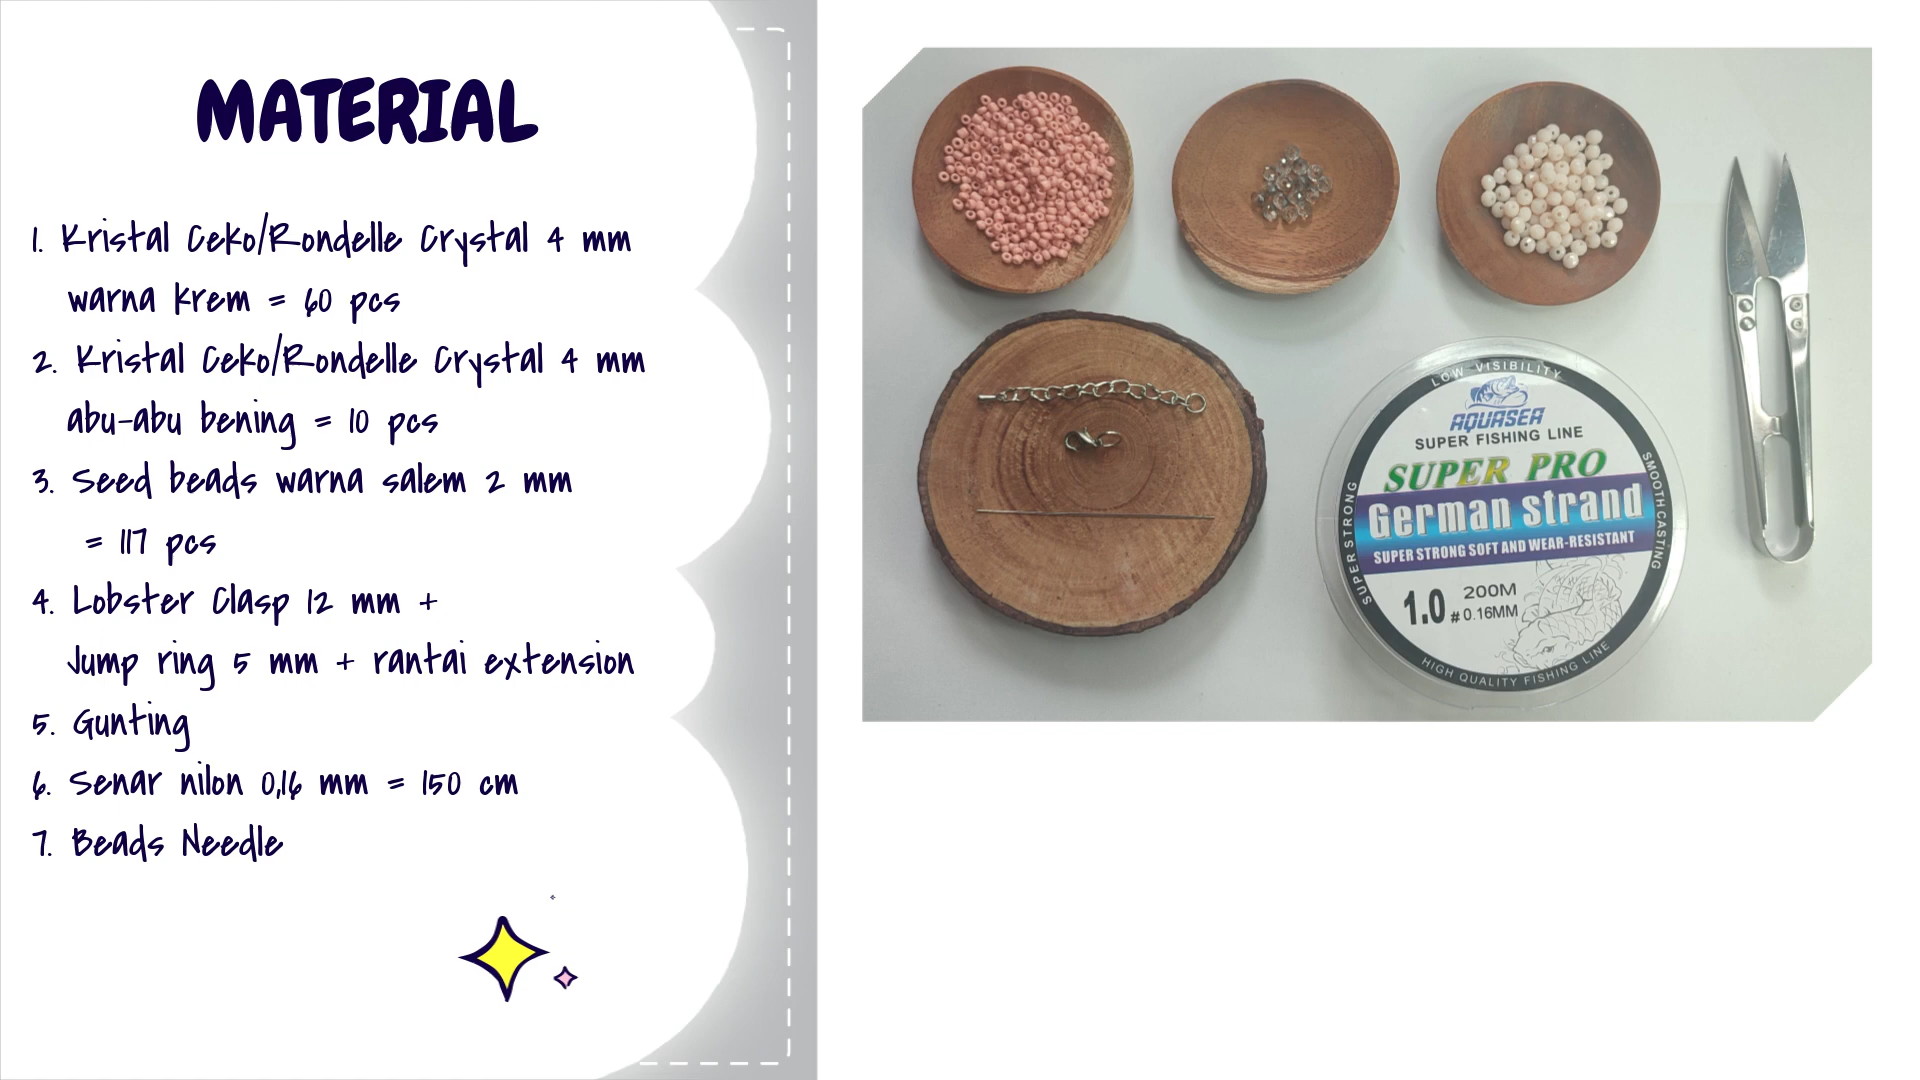 MATERIAL
1. Kristal Ceko/Rondelle Crystal 4 mm
warna krem = 60 pcs
2. Kristal Ceko/Rondelle Crystal 4 mm
abu-abu bening = 10 pcs
3. Seed beads warna salem 2 mm
= 117 pcs
4. Lobster Clasp 12 mm +
Jump ring 5 mm + rantai extension
5. Gunting
6. Senar nilon 0,16 mm = 150 cm
7. Beads Needle
LOW VISIBILITY
AQUASEA
SUPER FISHING LINE
SUPER PRO
German strand
SUPER STRONG SOFT AND WEAR-RESISTANT
1.0 # 200M
0.16MM
SUPER STRONG
SMOOTH CASTING
HIGH QUALITY FISHING LINE